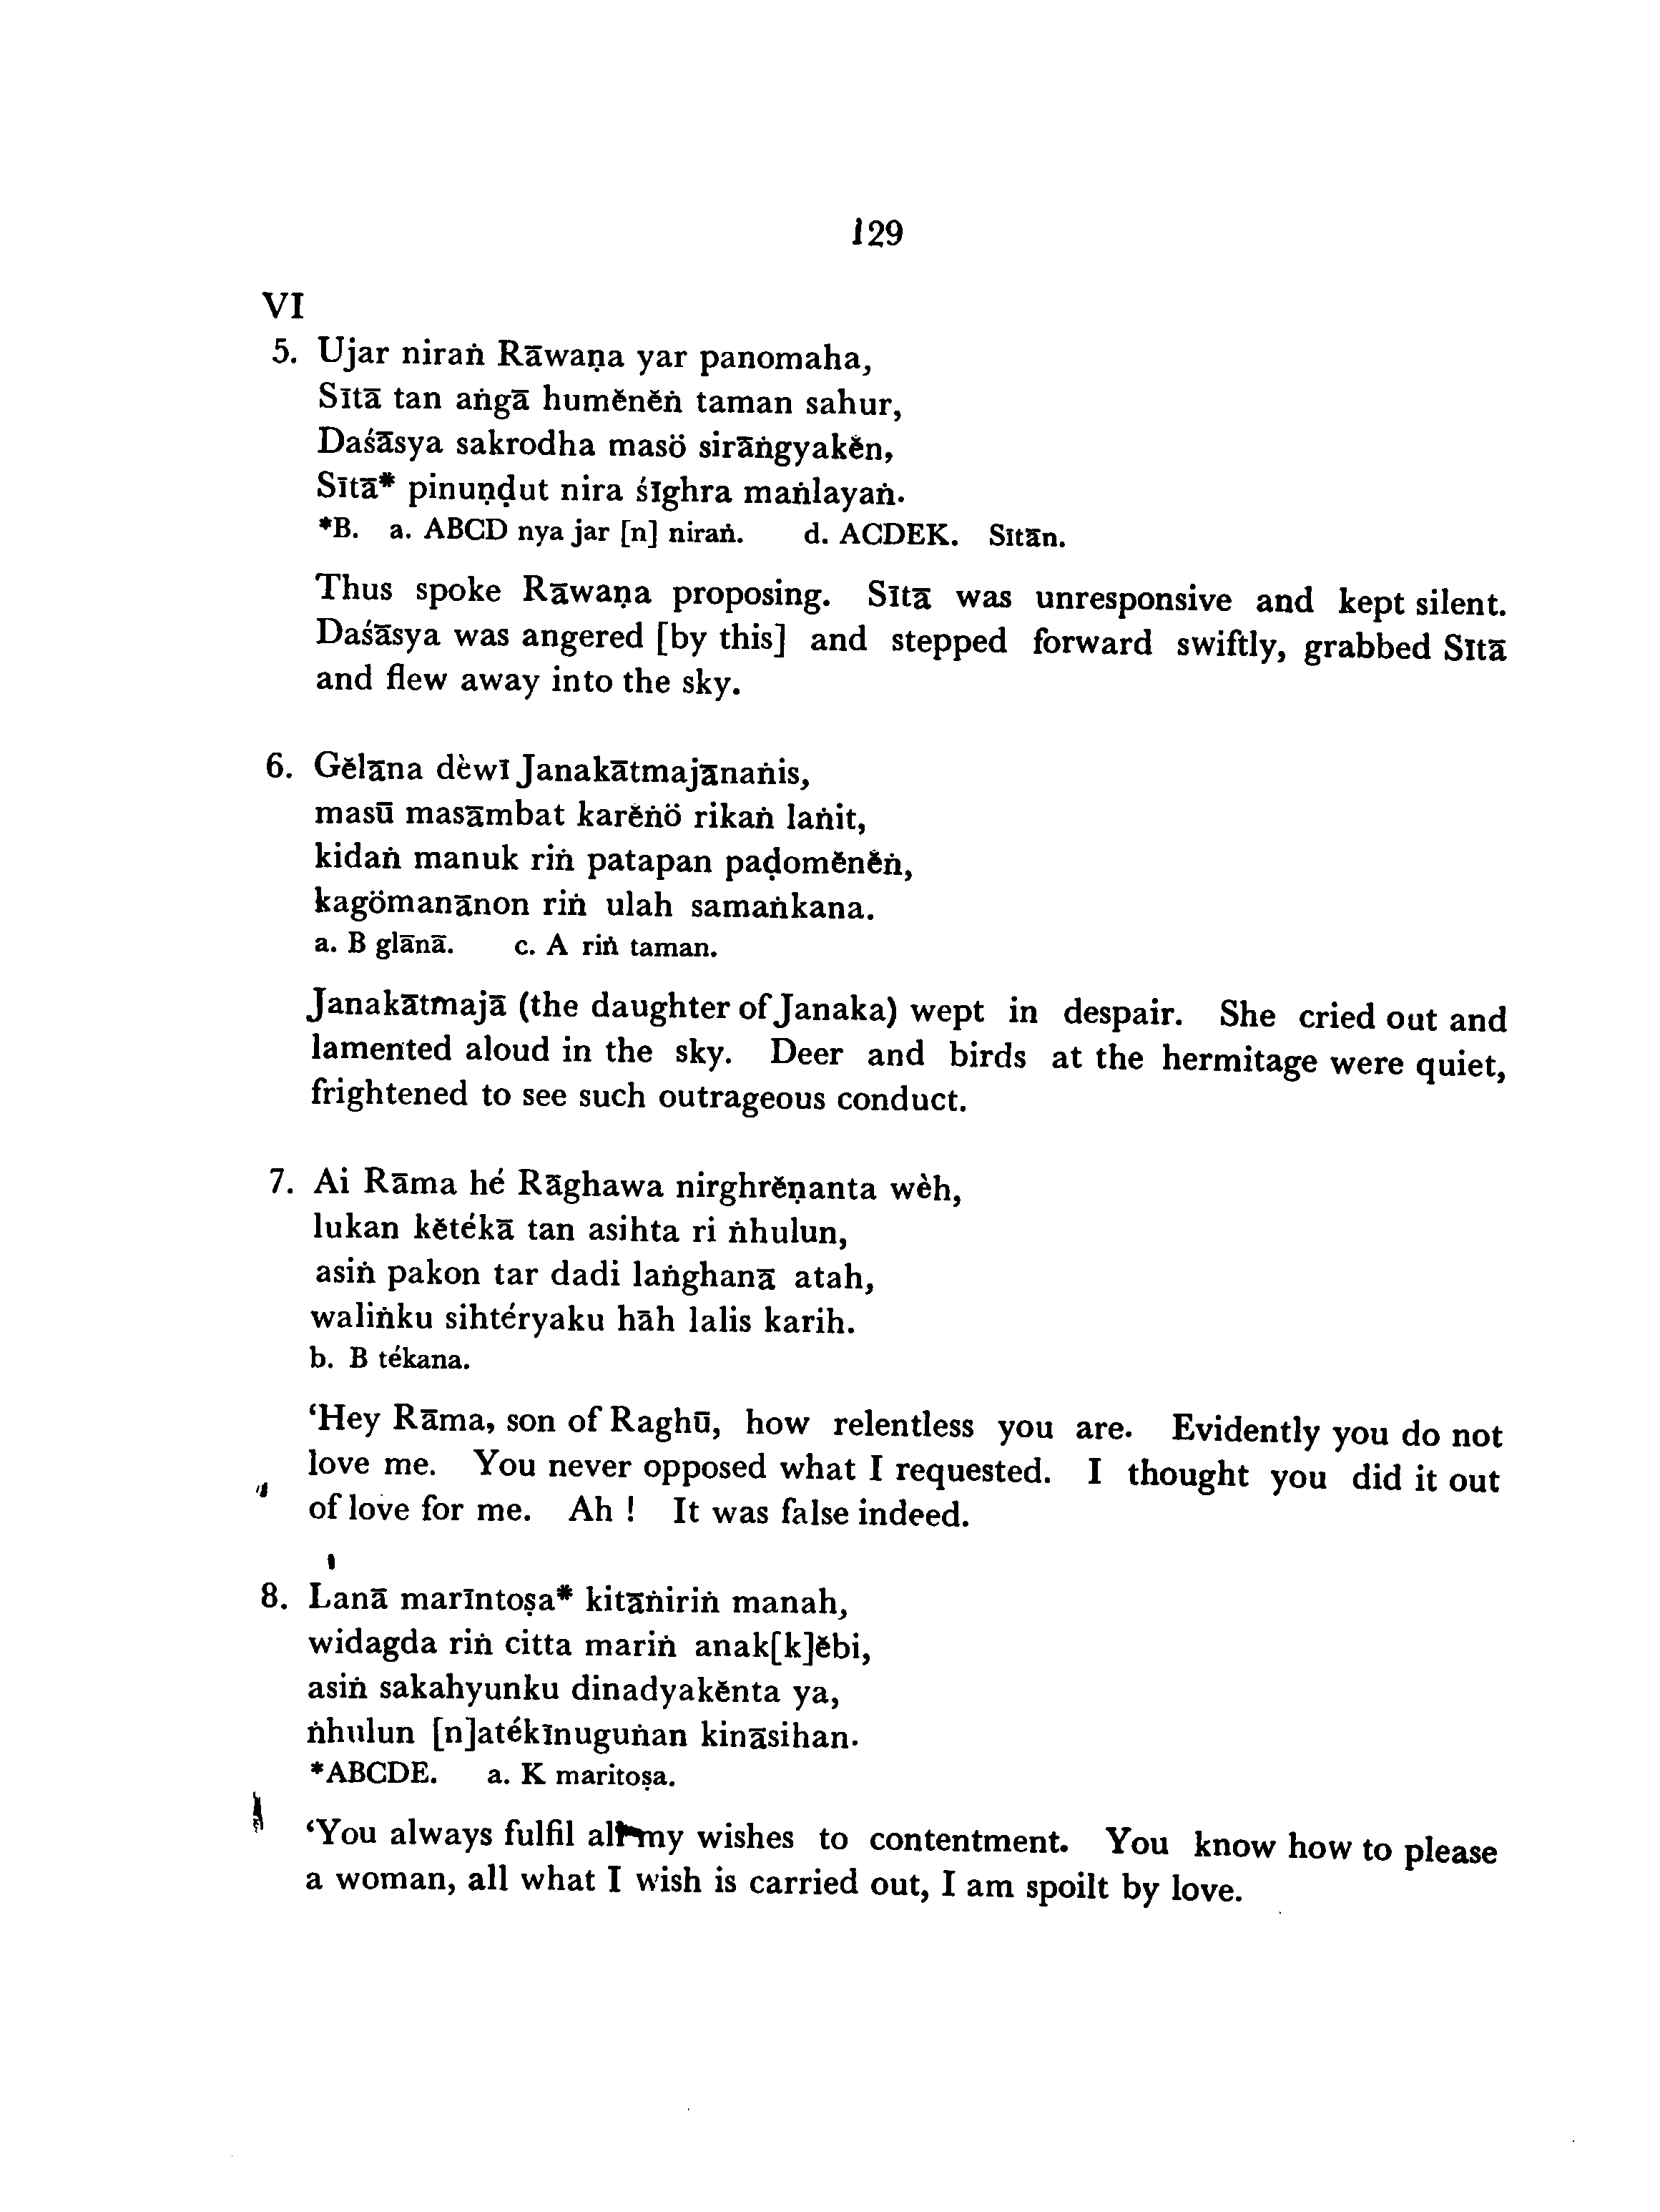 129
VI
5. Ujar niraṅ Rāwaṇa yar panomaha,
Sītā tan aṅgā humĕnĕṅ taman sahur,
Daśāsya sakrodha masö sirāṅgyakĕn,
Sītā* pinuṇḍut nira śīghra maṅlayaṅ.
*B. a. ABCD nya jar [n] niraṅ. d. ACDEK. Sītān.
Thus spoke Rāwaṇa proposing. Sītā was unresponsive and kept silent.
Daśāsya was angered [by this] and stepped forward swiftly, grabbed Sītā
and flew away into the sky.
6. Gĕlāna dèwī Janakātmajānaṅis,
masū masāmbat karĕṅö rikaṅ laṅit,
kidaṅ manuk riṅ patapan paḍomĕnĕṅ,
kagömanānon riṅ ulah samaṅkana.
a. B glānā. c. A riṅ taman.
Janakātmajā (the daughter of Janaka) wept in despair. She cried out and
lamented aloud in the sky. Deer and birds at the hermitage were quiet,
frightened to see such outrageous conduct.
7. Ai Rāma hé Rāghawa nirghrĕṇanta wèh,
lukan kĕtékā tan asihta ri ṅhulun,
asiṅ pakon tar dadi laṅghanā atah,
waliṅku sihtéryaku hāh lalis karih.
b. B tékana.
‘Hey Rāma, son of Raghū, how relentless you are. Evidently you do not
love me. You never opposed what I requested. I thought you did it out
of love for me. Ah ! It was false indeed.
8. Lanā marīntoṣa* kitāṅiriṅ manah,
widagda riṅ citta mariṅ anak[k]ĕbi,
asiṅ sakahyunku dinadyakĕnta ya,
ṅhulun [n]atékīnuguṅan kināsihan.
*ABCDE. a. K maritoṣa.
‘You always fulfil all my wishes to contentment. You know how to please
a woman, all what I wish is carried out, I am spoilt by love.